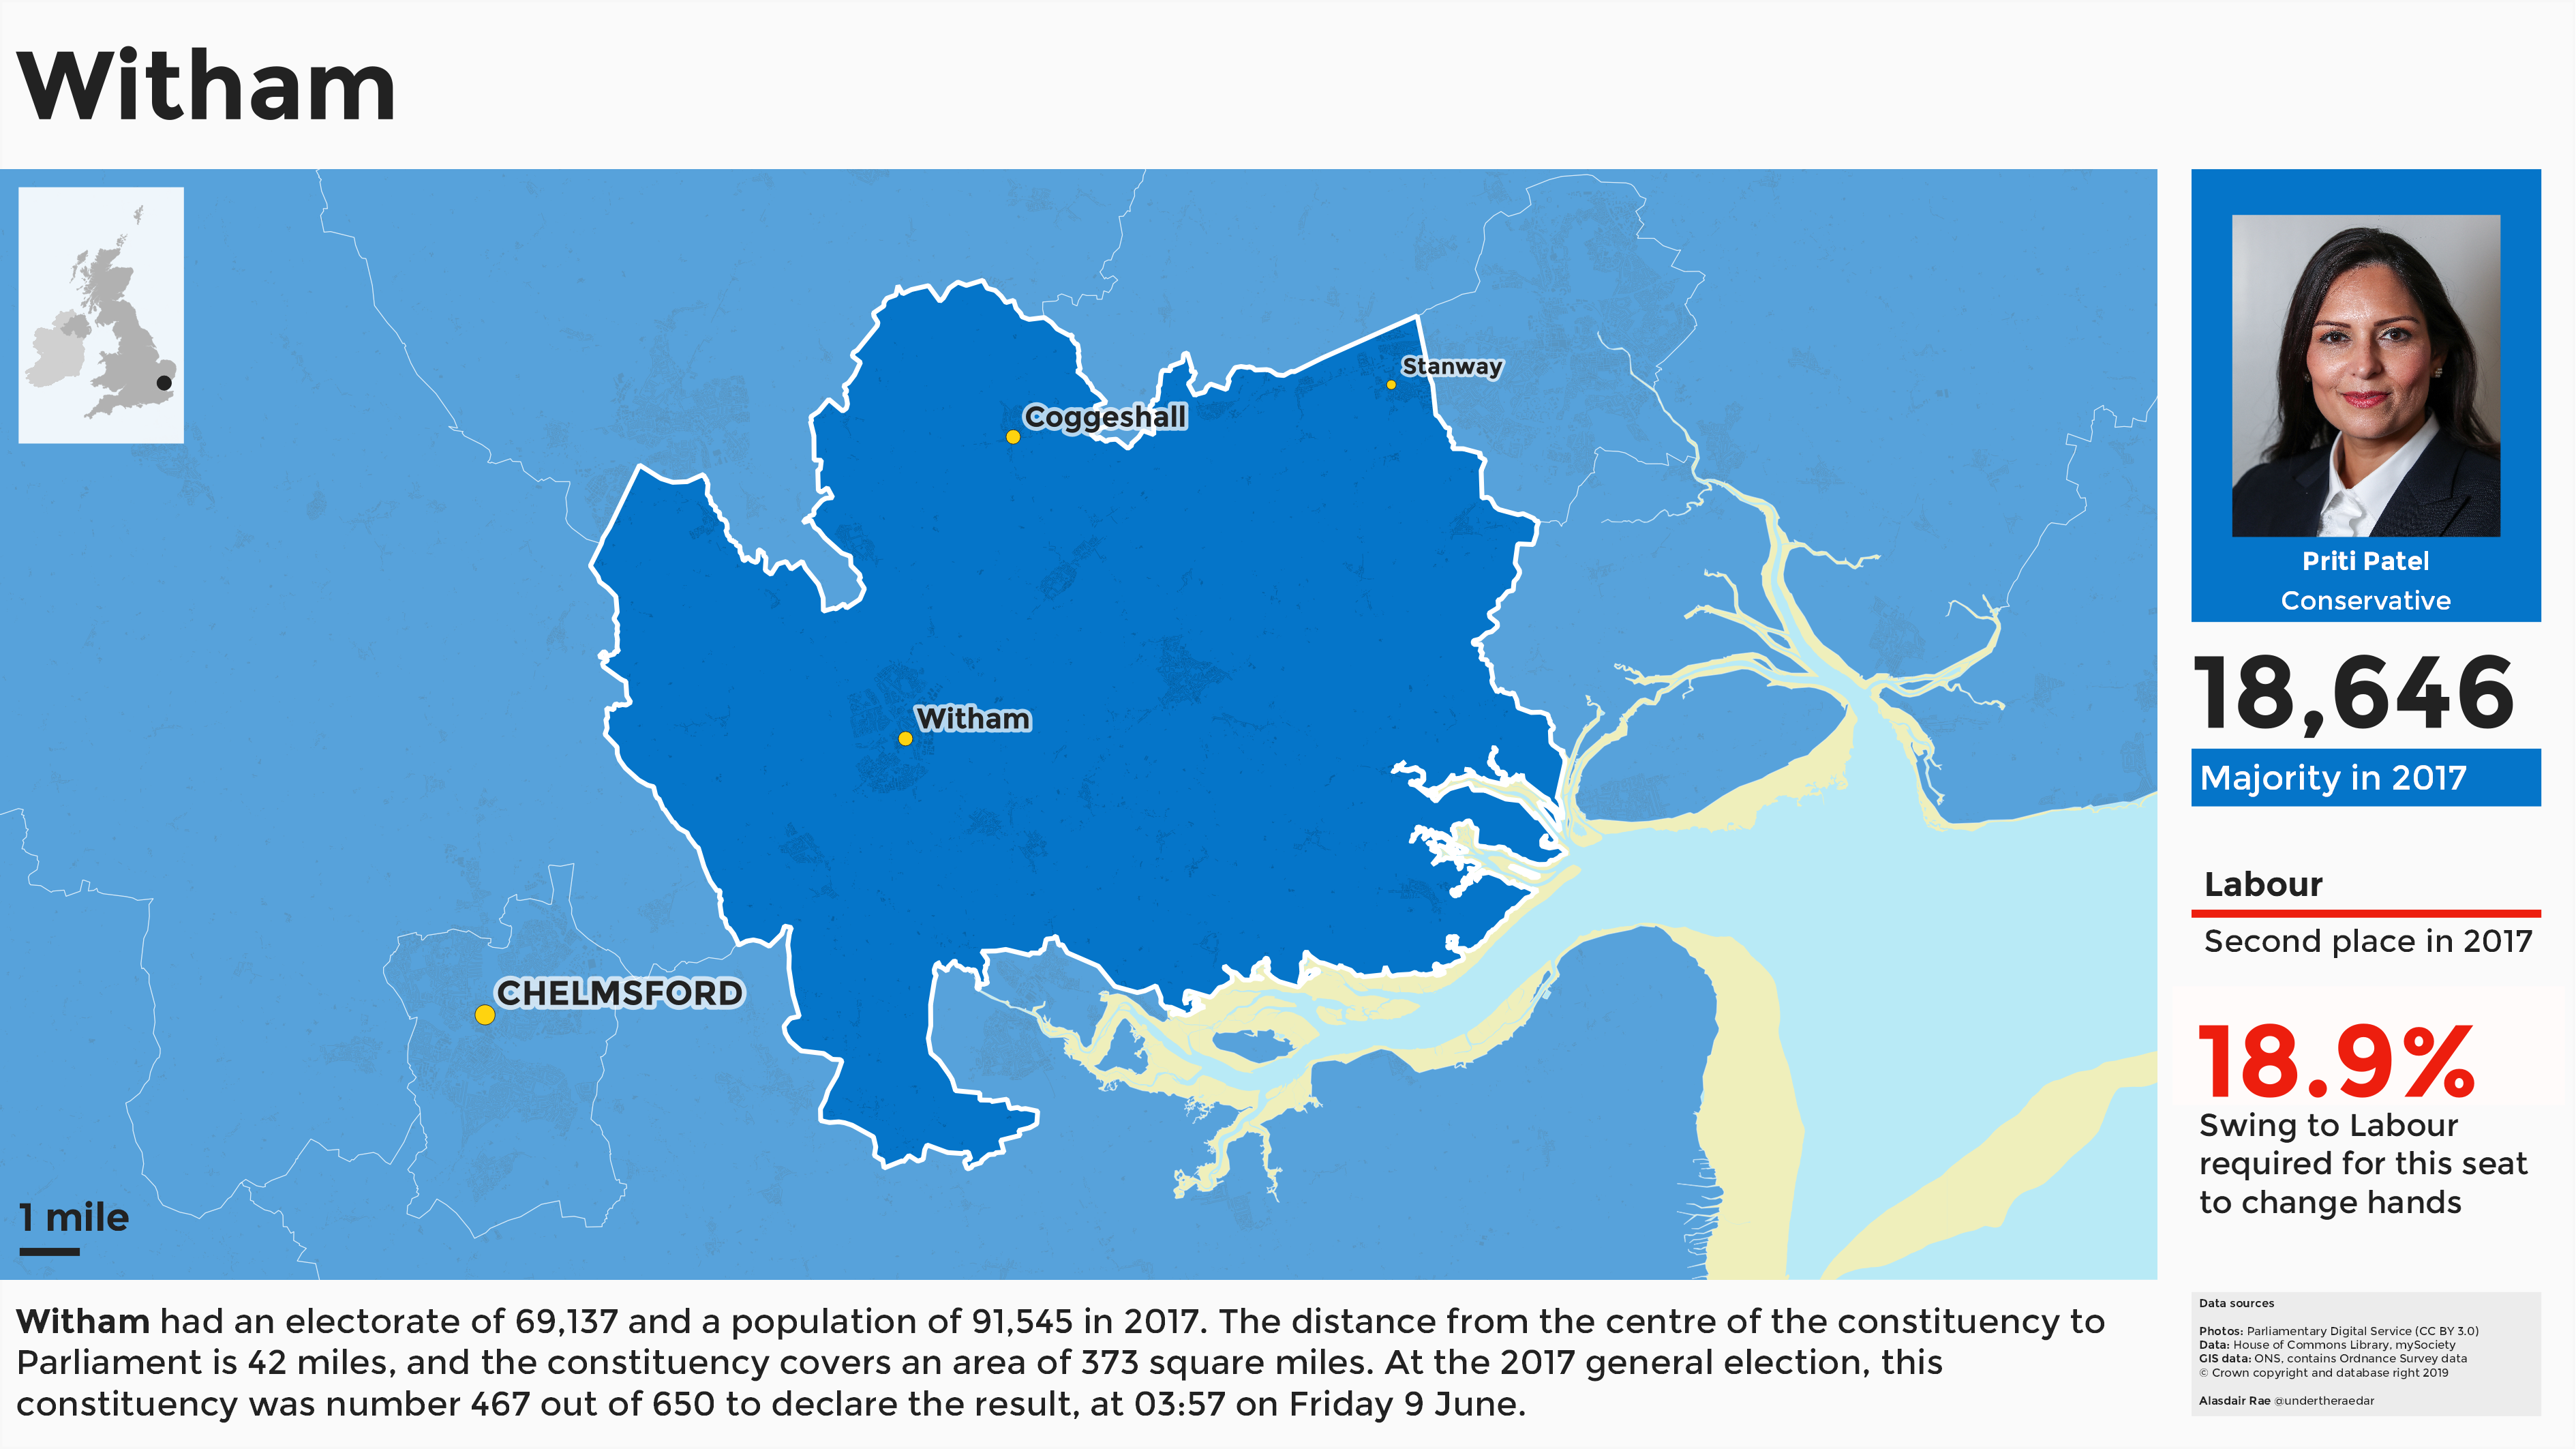 Witham
Stanway
Coggeshall
Witham
CHELMSFORD
1 mile
Priti Patel
Conservative
18,646
Majority in 2017
Labour
Second place in 2017
18.9%
Swing to Labour
required for this seat
to change hands
Witham had an electorate of 69,137 and a population of 91,545 in 2017. The distance from the centre of the constituency to
Parliament is 42 miles, and the constituency covers an area of 373 square miles. At the 2017 general election, this
constituency was number 467 out of 650 to declare the result, at 03:57 on Friday 9 June.
Data sources
Photos: Parliamentary Digital Service (CC BY 3.0)
Data: House of Commons Library, mySociety
GIS data: ONS, contains Ordnance Survey data
© Crown copyright and database right 2019
Alasdair Rae @undertheraedar